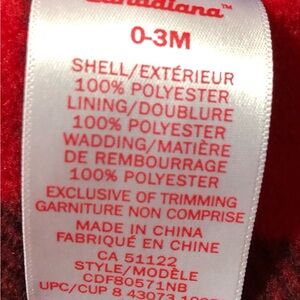 Canadiana™
0-3M
SHELL/EXTÉRIEUR
100% POLYESTER
LINING/DOUBLURE
100% POLYESTER
WADDING/MATIÈRE
DE REMBOURRAGE
100% POLYESTER
EXCLUSIVE OF TRIMMING
GARNITURE NON COMPRISE
MADE IN CHINA
FABRIQUÉ EN CHINE
CA 51122
STYLE/MODÈLE
CDF80571NB
UPC/CUP 8 43073